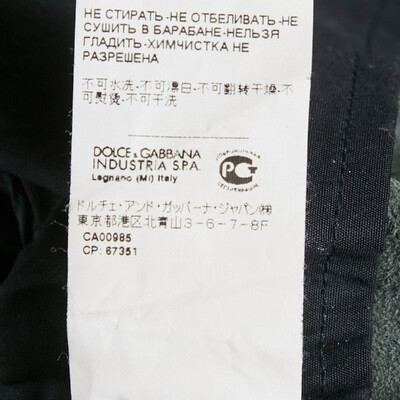 НЕ СТИРАТЬ-НЕ ОТБЕЛИВАТЬ-НЕ
СУШИТЬ В БАРАБАНЕ-НЕЛЬЗЯ
ГЛАДИТЬ-ХИМЧИСТКА НЕ
РАЗРЕШЕНА
不可水洗-不可漂白-不可翻转干燥-不
可熨烫-不可干洗
DOLCE&GABBANA
INDUSTRIA S.P.A.
Legnano (Mi) Italy
ドルチェ・アンド・ガッバーナ・ジャパン㈱
東京都港区北青山3-6-7-8F
CA00985
CP: 67351